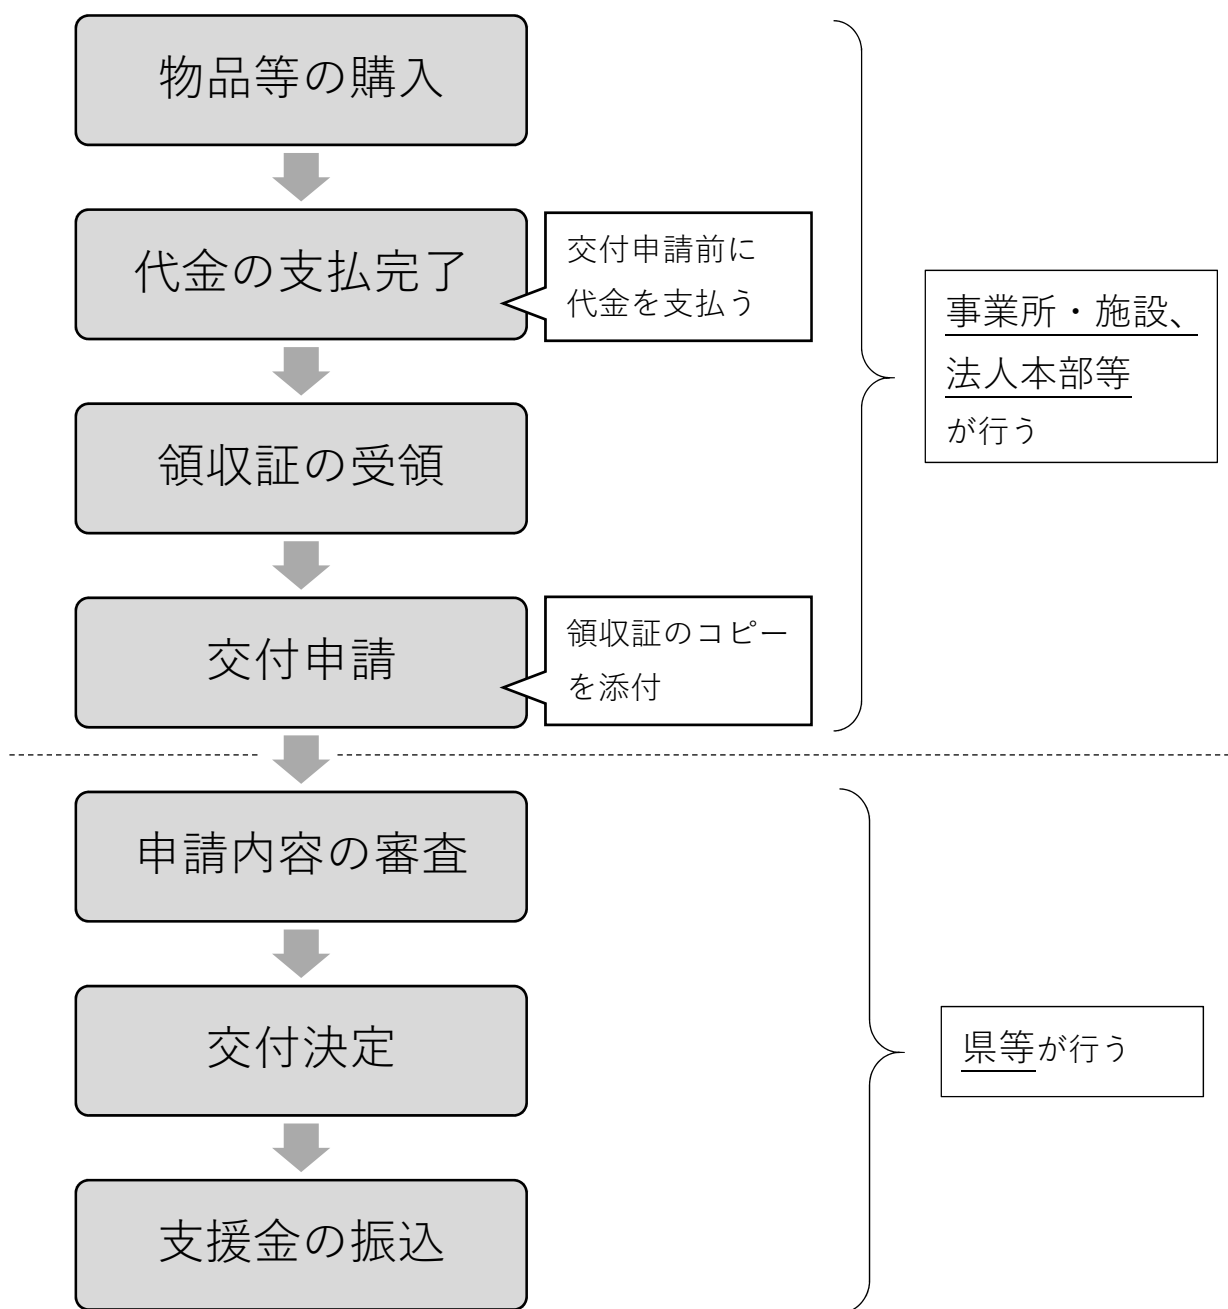 物品等の購入
代金の支払完了
交付申請前に
代金を支払う
領収証の受領
交付申請
領収証のコピー
を添付
事業所・施設、
法人本部等
が行う
申請内容の審査
交付決定
支援金の振込
県等が行う